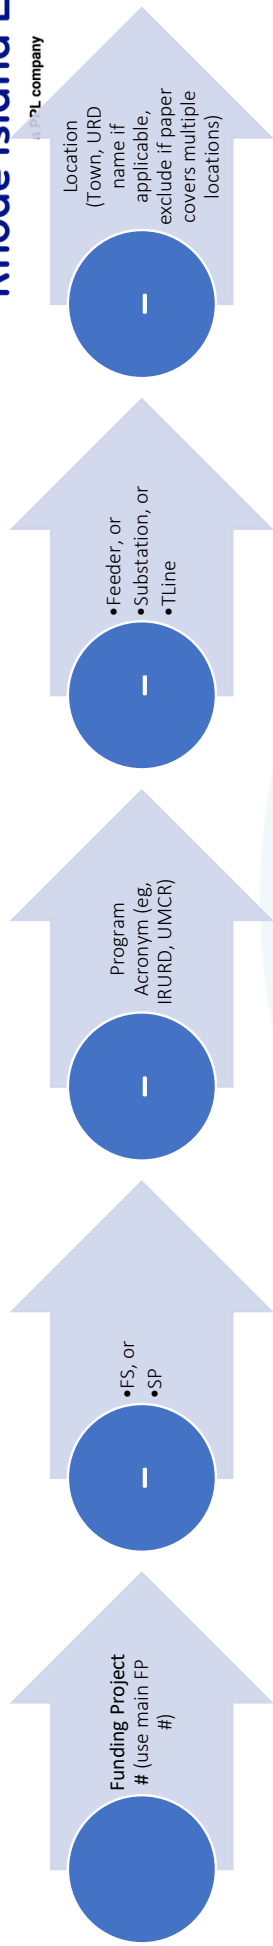 Rhode Island
a PPL company
Funding Project
# (use main FP
#)
–
•FS, or
•SP
–
Program
Acronym (eg,
IRURD, UMCR)
–
•Feeder, or
•Substation, or
•TLine
–
Location
(Town, URD
name if
applicable,
exclude if paper
covers multiple
locations)